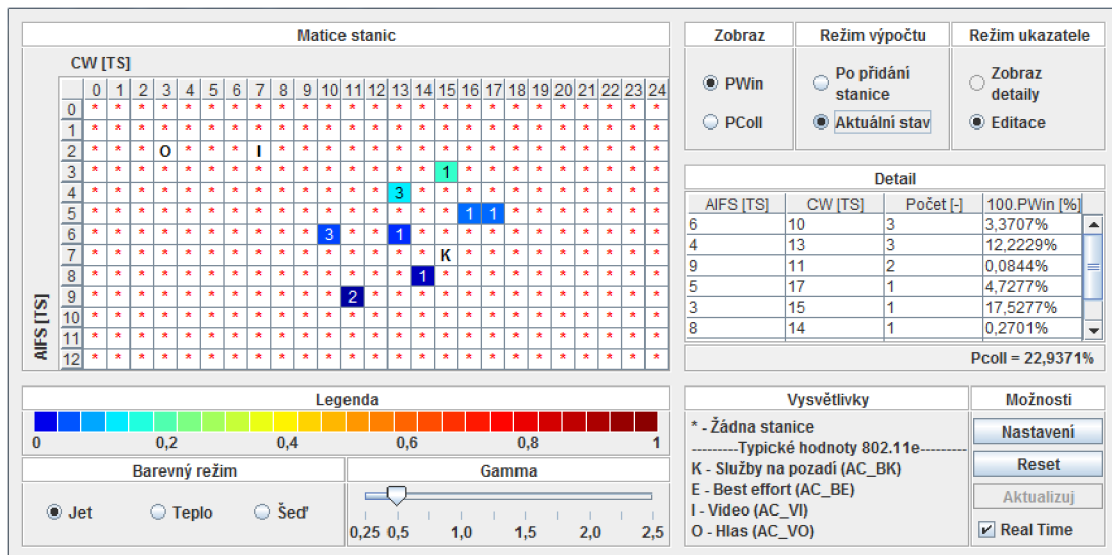 Matice stanic
CW [TS]
0 1 2 3 4 5 6 7 8 9 10 11 12 13 14 15 16 17 18 19 20 21 22 23 24
0 * * * * * * * * * * * * * * * * * * * * * * * * *
1 * * * * * * * * * * * * * * * * * * * * * * * * *
2 * * * O * * * I * * * * * * * * * * * * * * * * *
3 * * * * * * * * * * * * * * * 1 * * * * * * * * *
4 * * * * * * * * * * * * * 3 * * * * * * * * * * *
5 * * * * * * * * * * * * * * * * 1 1 * * * * * * *
6 * * * * * * * * * * 3 * * 1 * * * * * * * * * * *
7 * * * * * * * * * * * * * * * K * * * * * * * * *
8 * * * * * * * * * * * * * * 1 * * * * * * * * * *
9 * * * * * * * * * * * 2 * * * * * * * * * * * * *
10 * * * * * * * * * * * * * * * * * * * * * * * * *
11 * * * * * * * * * * * * * * * * * * * * * * * * *
12 * * * * * * * * * * * * * * * * * * * * * * * * *
AIFS [TS]
Zobraz
PWin
PColl
Režim výpočtu
Po přidání
stanice
Aktuální stav
Režim ukazatele
Zobraz
detaily
Editace
Detail
AIFS [TS] CW [TS] Počet [-] 100.PWin [%]
6 10 3 3,3707%
4 13 3 12,2229%
9 11 2 0,0844%
5 17 1 4,7277%
3 15 1 17,5277%
8 14 1 0,2701%
Pcoll = 22,9371%
Legenda
0 0,2 0,4 0,6 0,8 1
Barevný režim
Jet Teplo Šeď
Gamma
0,25 0,5 1,0 1,5 2,0 2,5
Vysvětlivky
* - Žádna stanice
---------Typické hodnoty 802.11e---------
K - Služby na pozadí (AC_BK)
E - Best effort (AC_BE)
I - Video (AC_VI)
O - Hlas (AC_VO)
Možnosti
Nastavení
Reset
Aktualizuj
Real Time